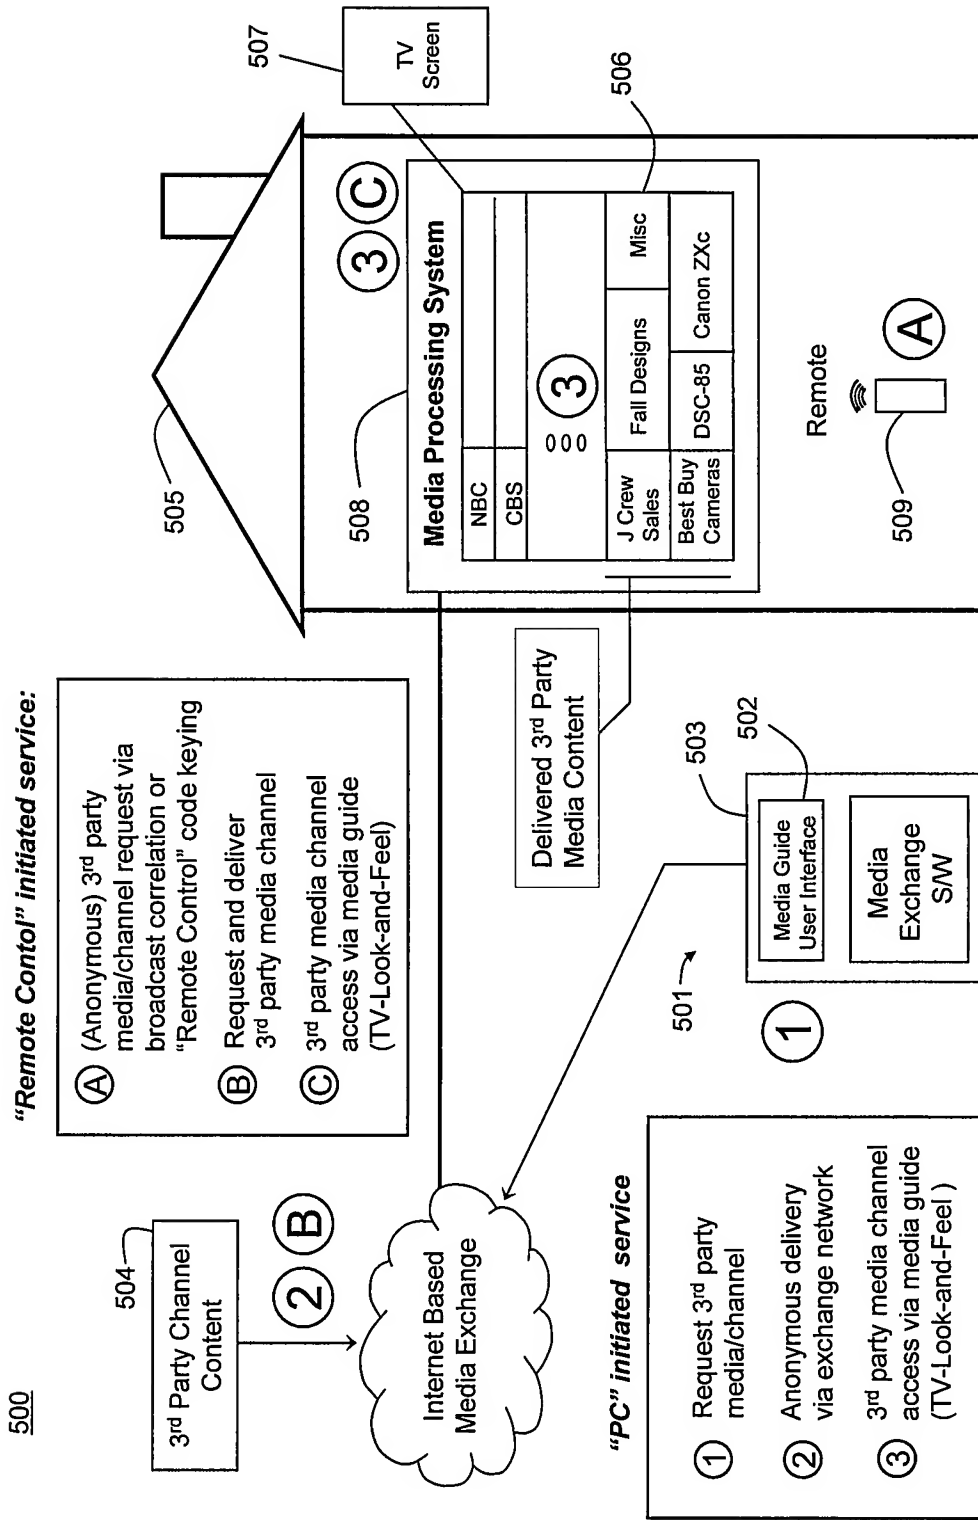 500
504
3rd Party Channel
Content
2
B
Internet Based
Media Exchange
"Remote Contol" initiated service:
A
(Anonymous) 3rd party
media/channel request via
broadcast correlation or
"Remote Control" code keying
B
Request and deliver
3rd party media channel
C
3rd party media channel
access via media guide
(TV-Look-and-Feel)
505
508
3
C
507
TV
Screen
Media Processing System
NBC
CBS
000
3
506
J Crew
Sales
Fall Designs
Misc
Best Buy
Cameras
DSC-85
Canon ZXc
Delivered 3rd Party
Media Content
Remote
509
A
"PC" initiated service
1
Request 3rd party
media/channel
2
Anonymous delivery
via exchange network
3
3rd party media channel
access via media guide
(TV-Look-and-Feel )
501
1
503
502
Media Guide
User Interface
Media
Exchange
S/W